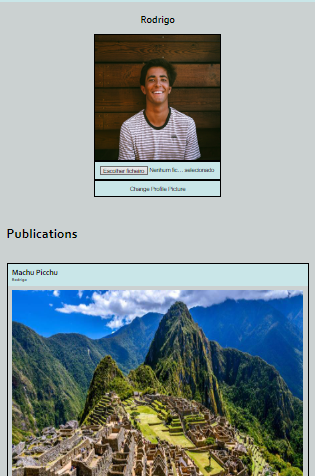 Rodrigo
Escolher ficheiro Nenhum fic... selecionado
Change Profile Picture
Publications
Machu Picchu
Rodrigo